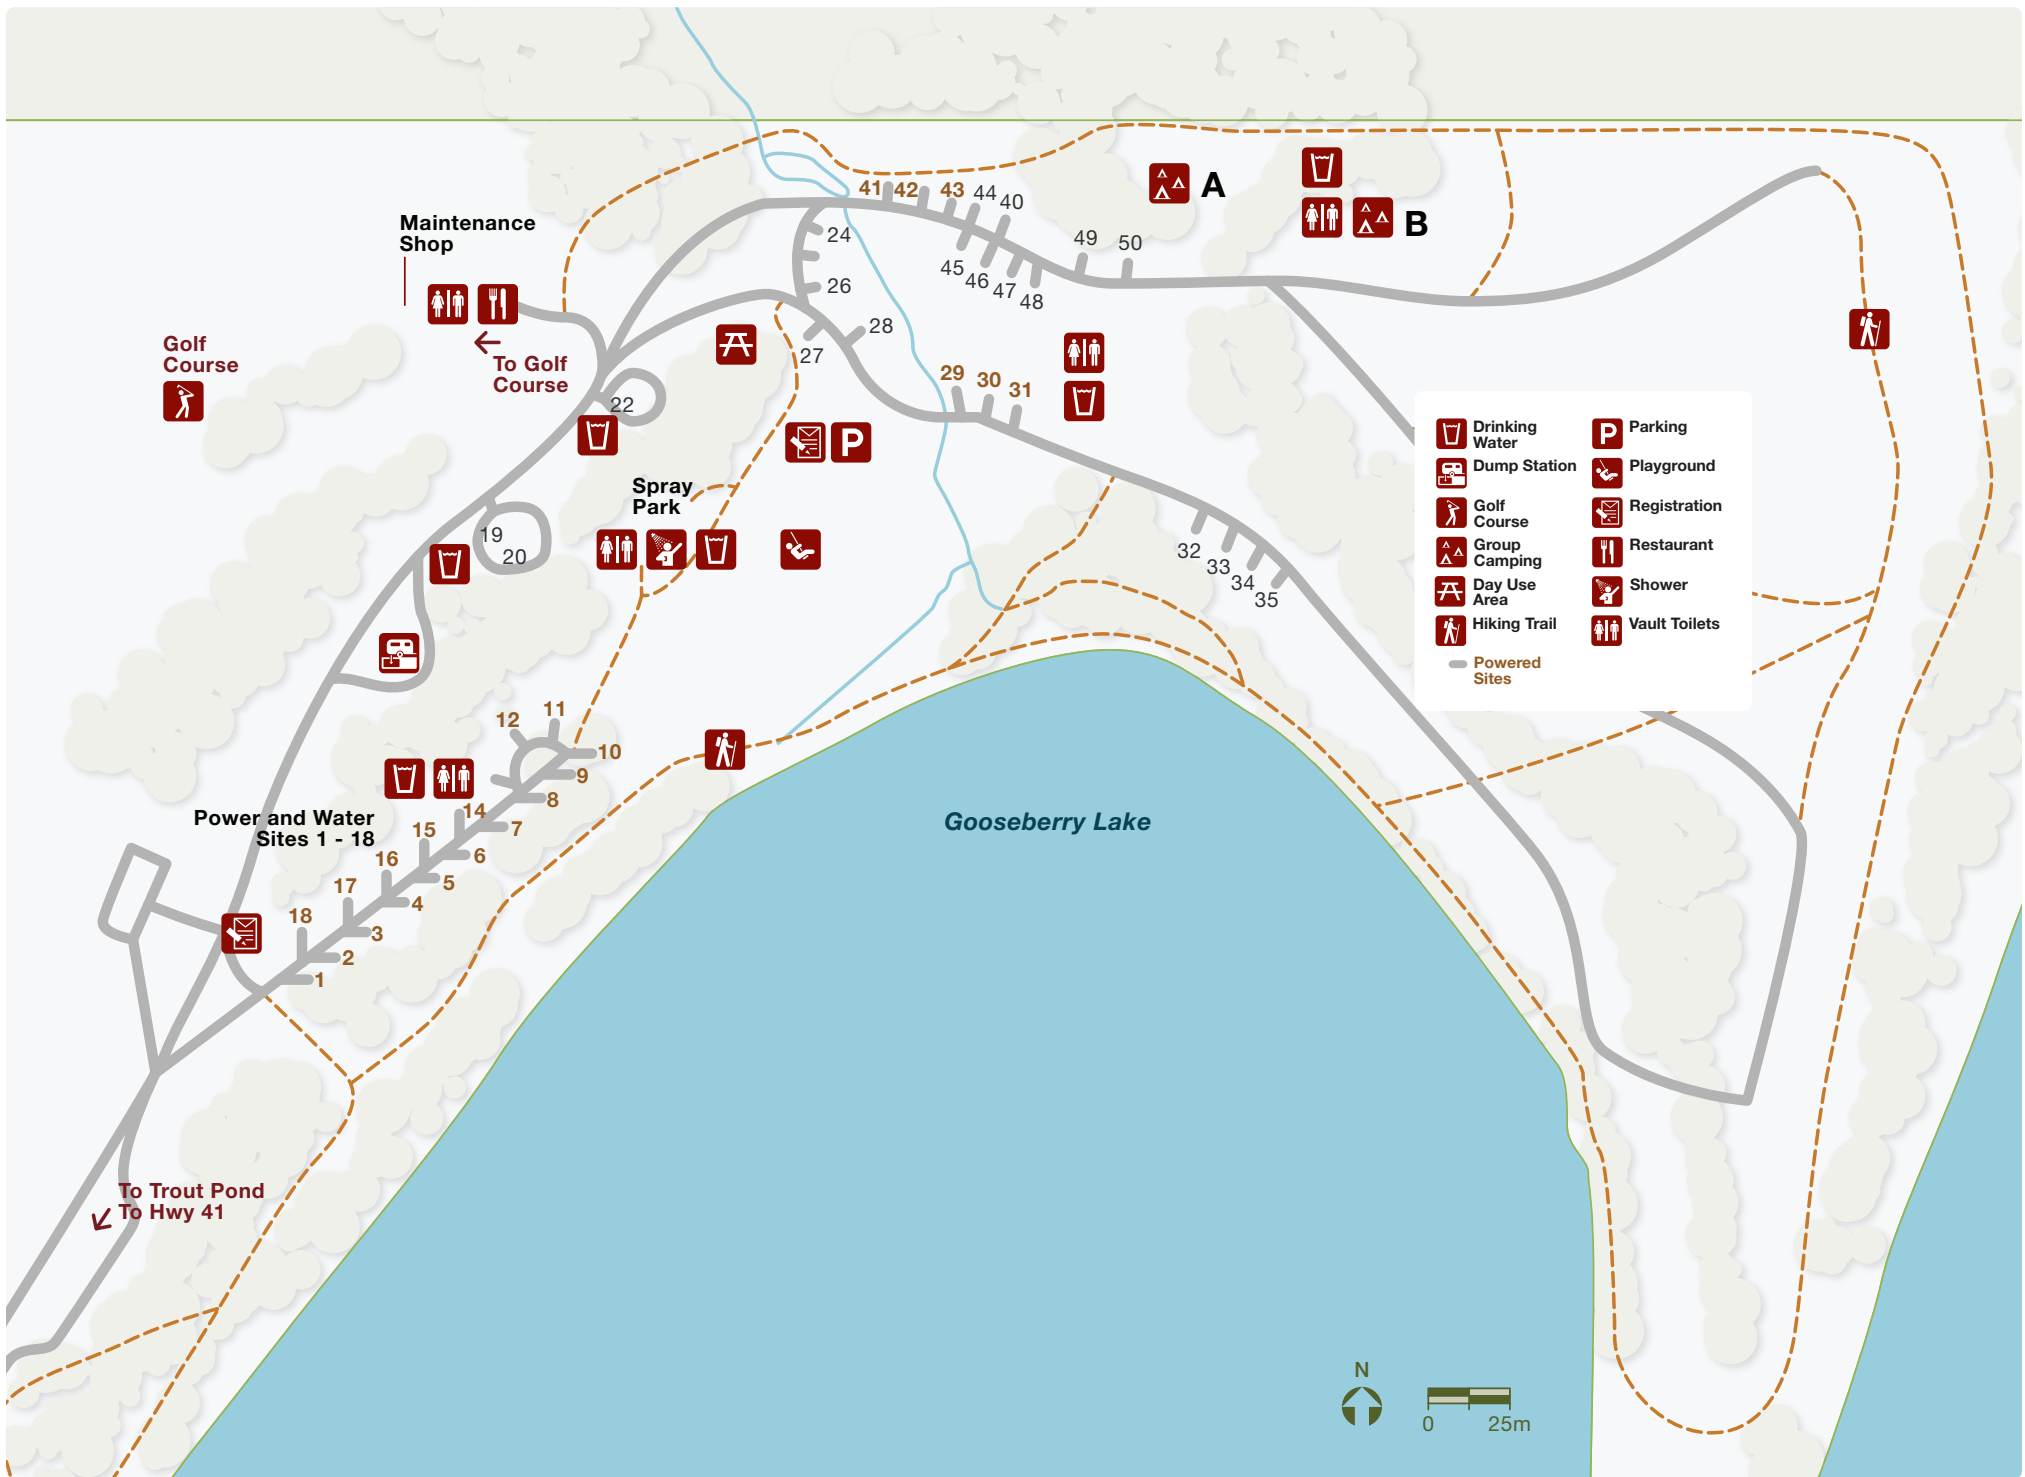 41
42
43
44
40
A
B
24
45
46
47
48
49
50
Maintenance
Shop
26
28
27
Golf
Course
To Golf
Course
22
29
30
31
P
Spray
Park
19
20
32
33
34
35
Drinking
Water
Dump Station
Golf
Course
Group
Camping
Day Use
Area
Hiking Trail
Powered
Sites
P
Parking
Playground
Registration
Restaurant
Shower
Vault Toilets
12
11
10
9
8
14
7
15
6
16
5
17
4
18
3
2
1
Power and Water
Sites 1 - 18
Gooseberry Lake
To Trout Pond
To Hwy 41
N
0
25m